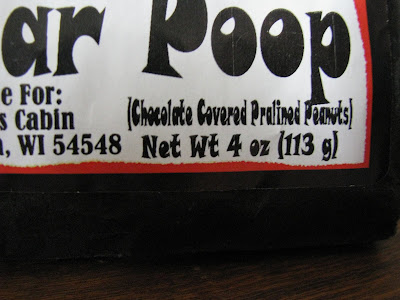 ar Poop
e For:
s Cabin
, WI 54548
(Chocolate Covered Pralined Peanuts)
Net Wt 4 oz (113 g)